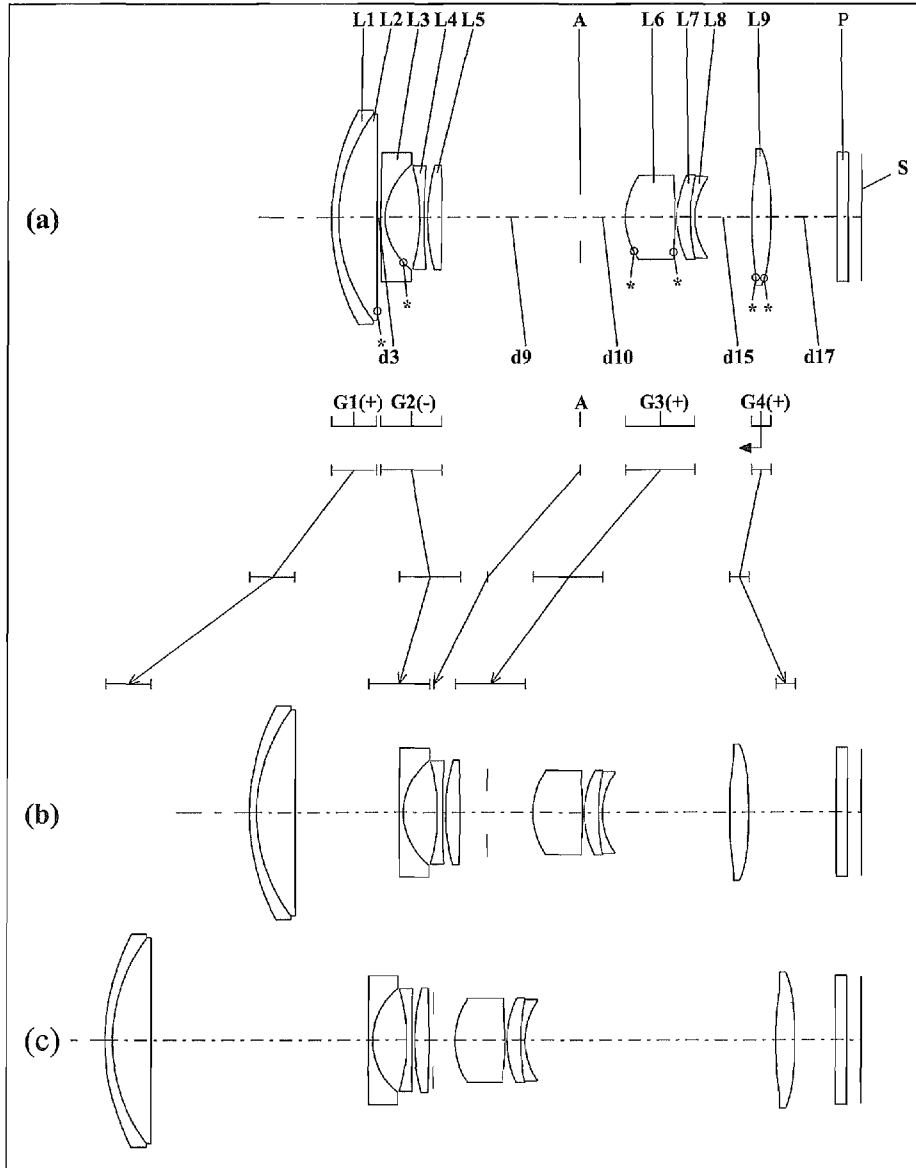 L1 L2 L3 L4 L5 A L6 L7 L8 L9 P
S
(a)
* * * * * *
d3 d9 d10 d15 d17
G1(+) G2(-) A G3(+) G4(+)
(b)
(c)